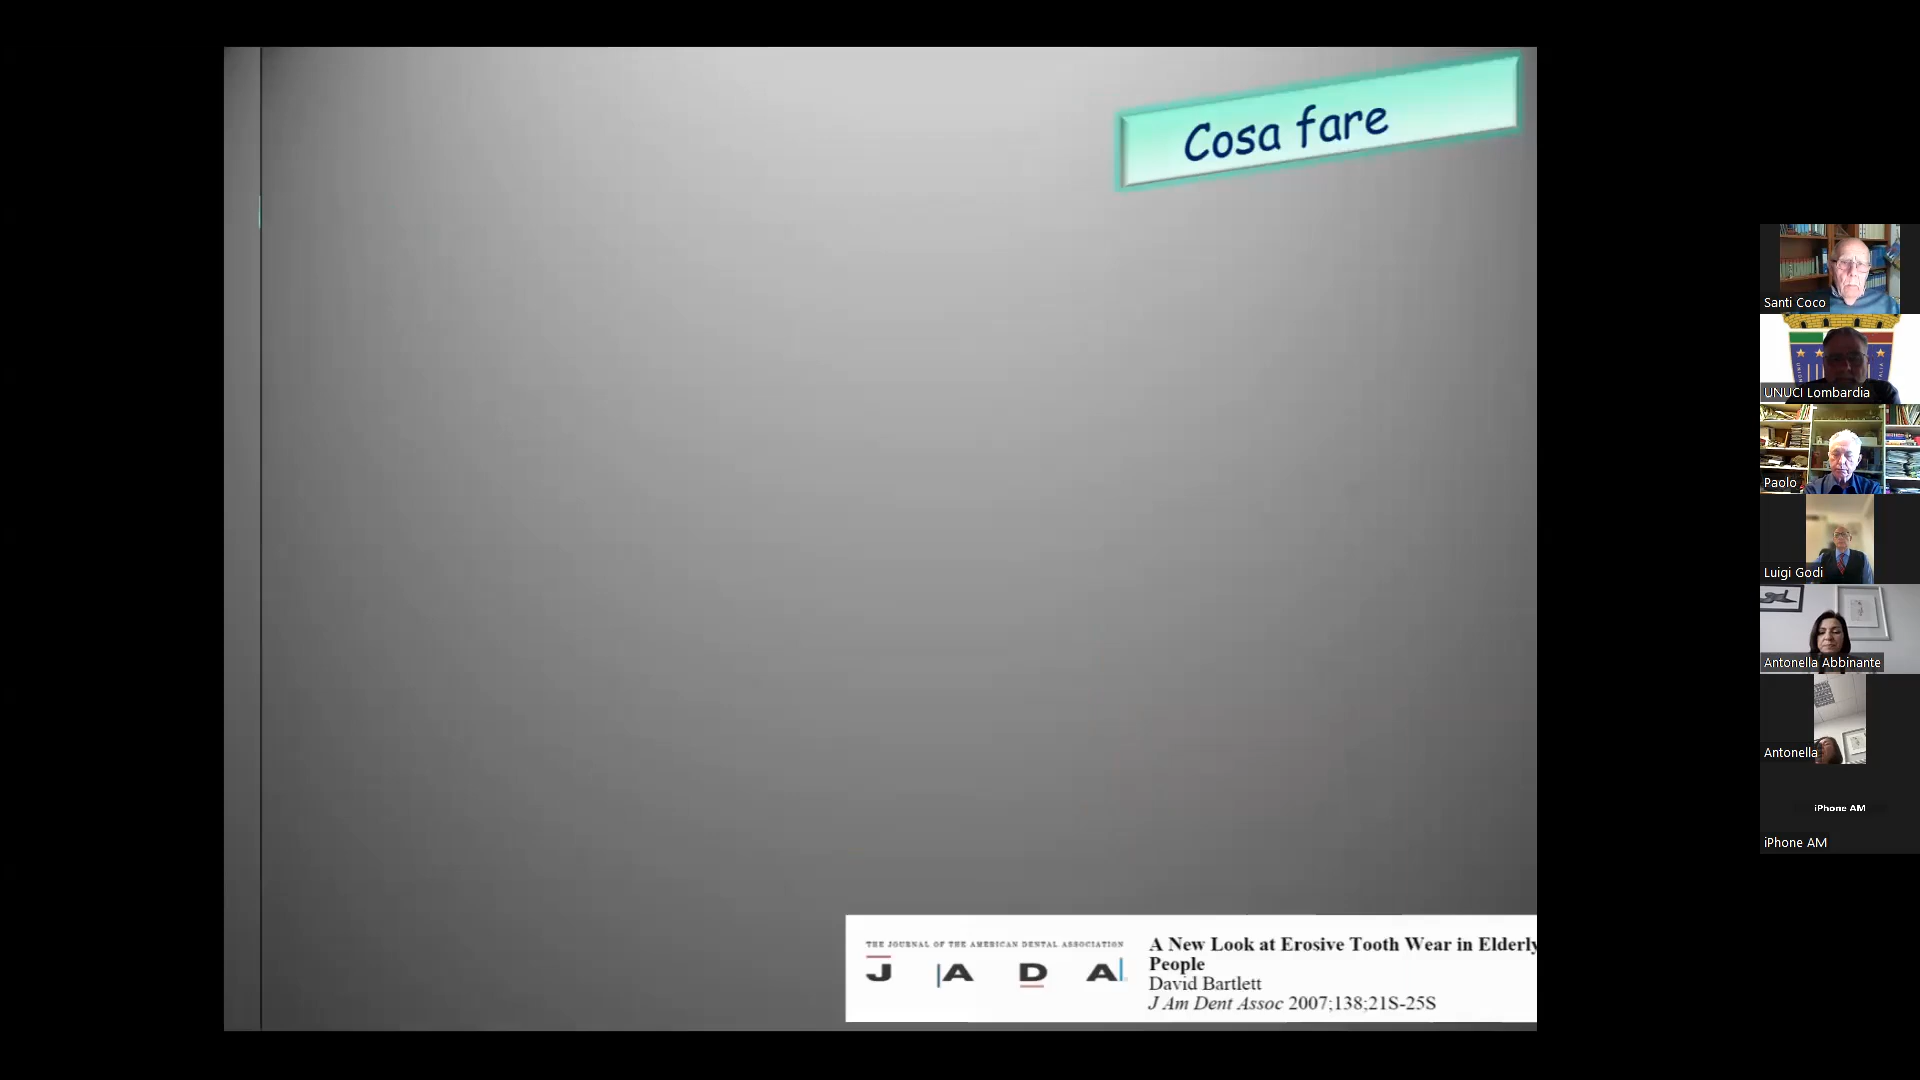 Cosa fare
THE JOURNAL OF THE AMERICAN DENTAL ASSOCIATION
J A D A
A New Look at Erosive Tooth Wear in Elderly
People
David Bartlett
J Am Dent Assoc 2007;138;21S-25S
Santi Coco
UNUCI Lombardia
Paolo
Luigi Godi
Antonella Abbinante
Antonella
iPhone AM
iPhone AM